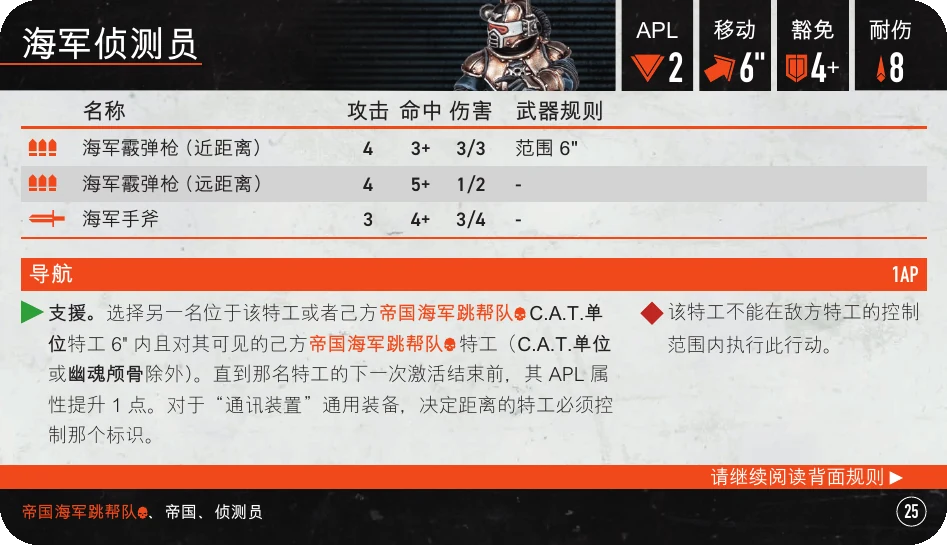 海军侦测员
APL 移动 豁免 耐伤
2 6" 4+ 8
名称 攻击 命中 伤害 武器规则
海军霰弹枪（近距离） 4 3+ 3/3 范围 6"
海军霰弹枪（远距离） 4 5+ 1/2 -
海军手斧 3 4+ 3/4 -
导航 1AP
支援。选择另一名位于该特工或者己方帝国海军跳帮队C.A.T.单
位特工 6" 内且对其可见的己方帝国海军跳帮队特工（C.A.T.单位
或幽魂颅骨除外）。直到那名特工的下一次激活结束前，其 APL 属
性提升 1 点。对于“通讯装置”通用装备，决定距离的特工必须控
制那个标识。
该特工不能在敌方特工的控制
范围内执行此行动。
请继续阅读背面规则
帝国海军跳帮队、帝国、侦测员
25